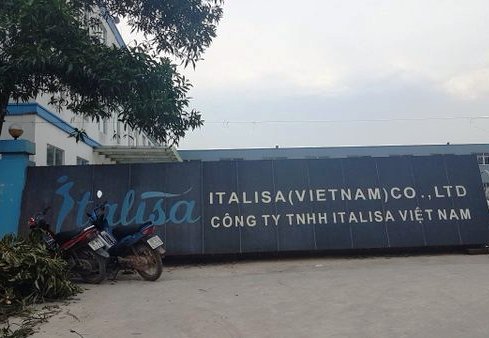 Italisa
ITALISA(VIETNAM)CO.,LTD
CÔNG TY TNHH ITALISA VIỆT NAM